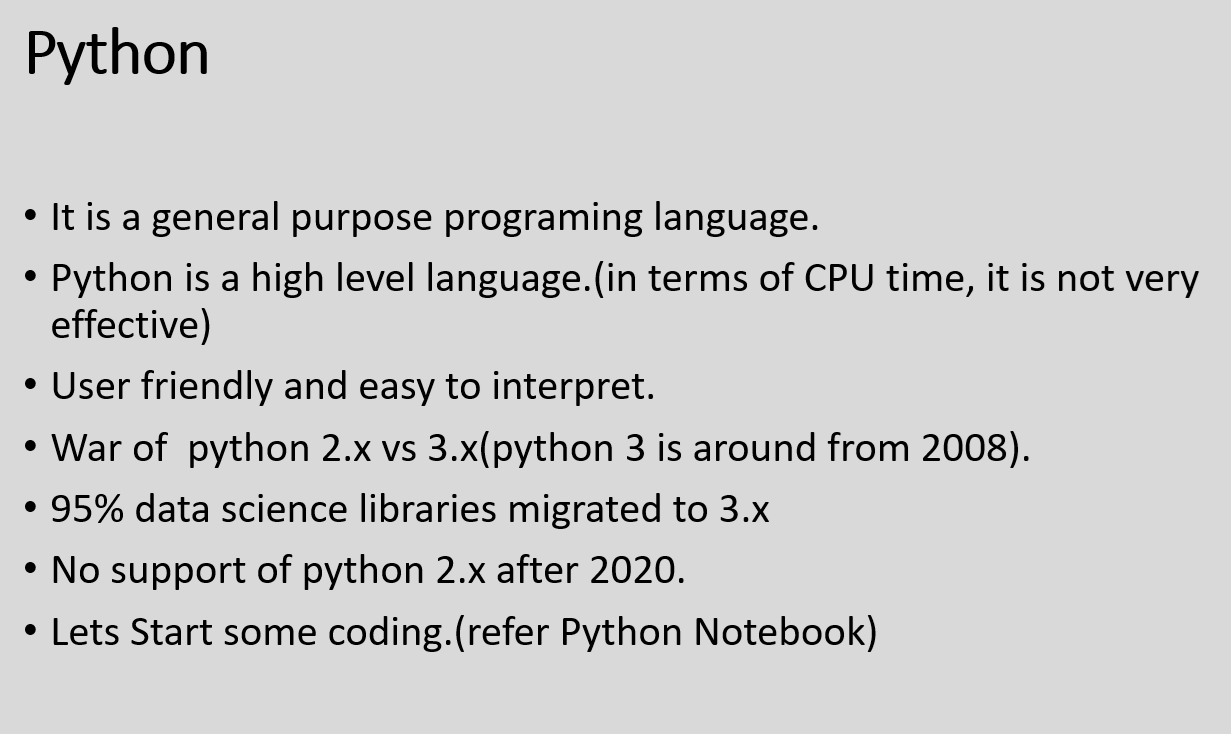 Python
• It is a general purpose programing language.
• Python is a high level language.(in terms of CPU time, it is not very
effective)
• User friendly and easy to interpret.
• War of  python 2.x vs 3.x(python 3 is around from 2008).
• 95% data science libraries migrated to 3.x
• No support of python 2.x after 2020.
• Lets Start some coding.(refer Python Notebook)